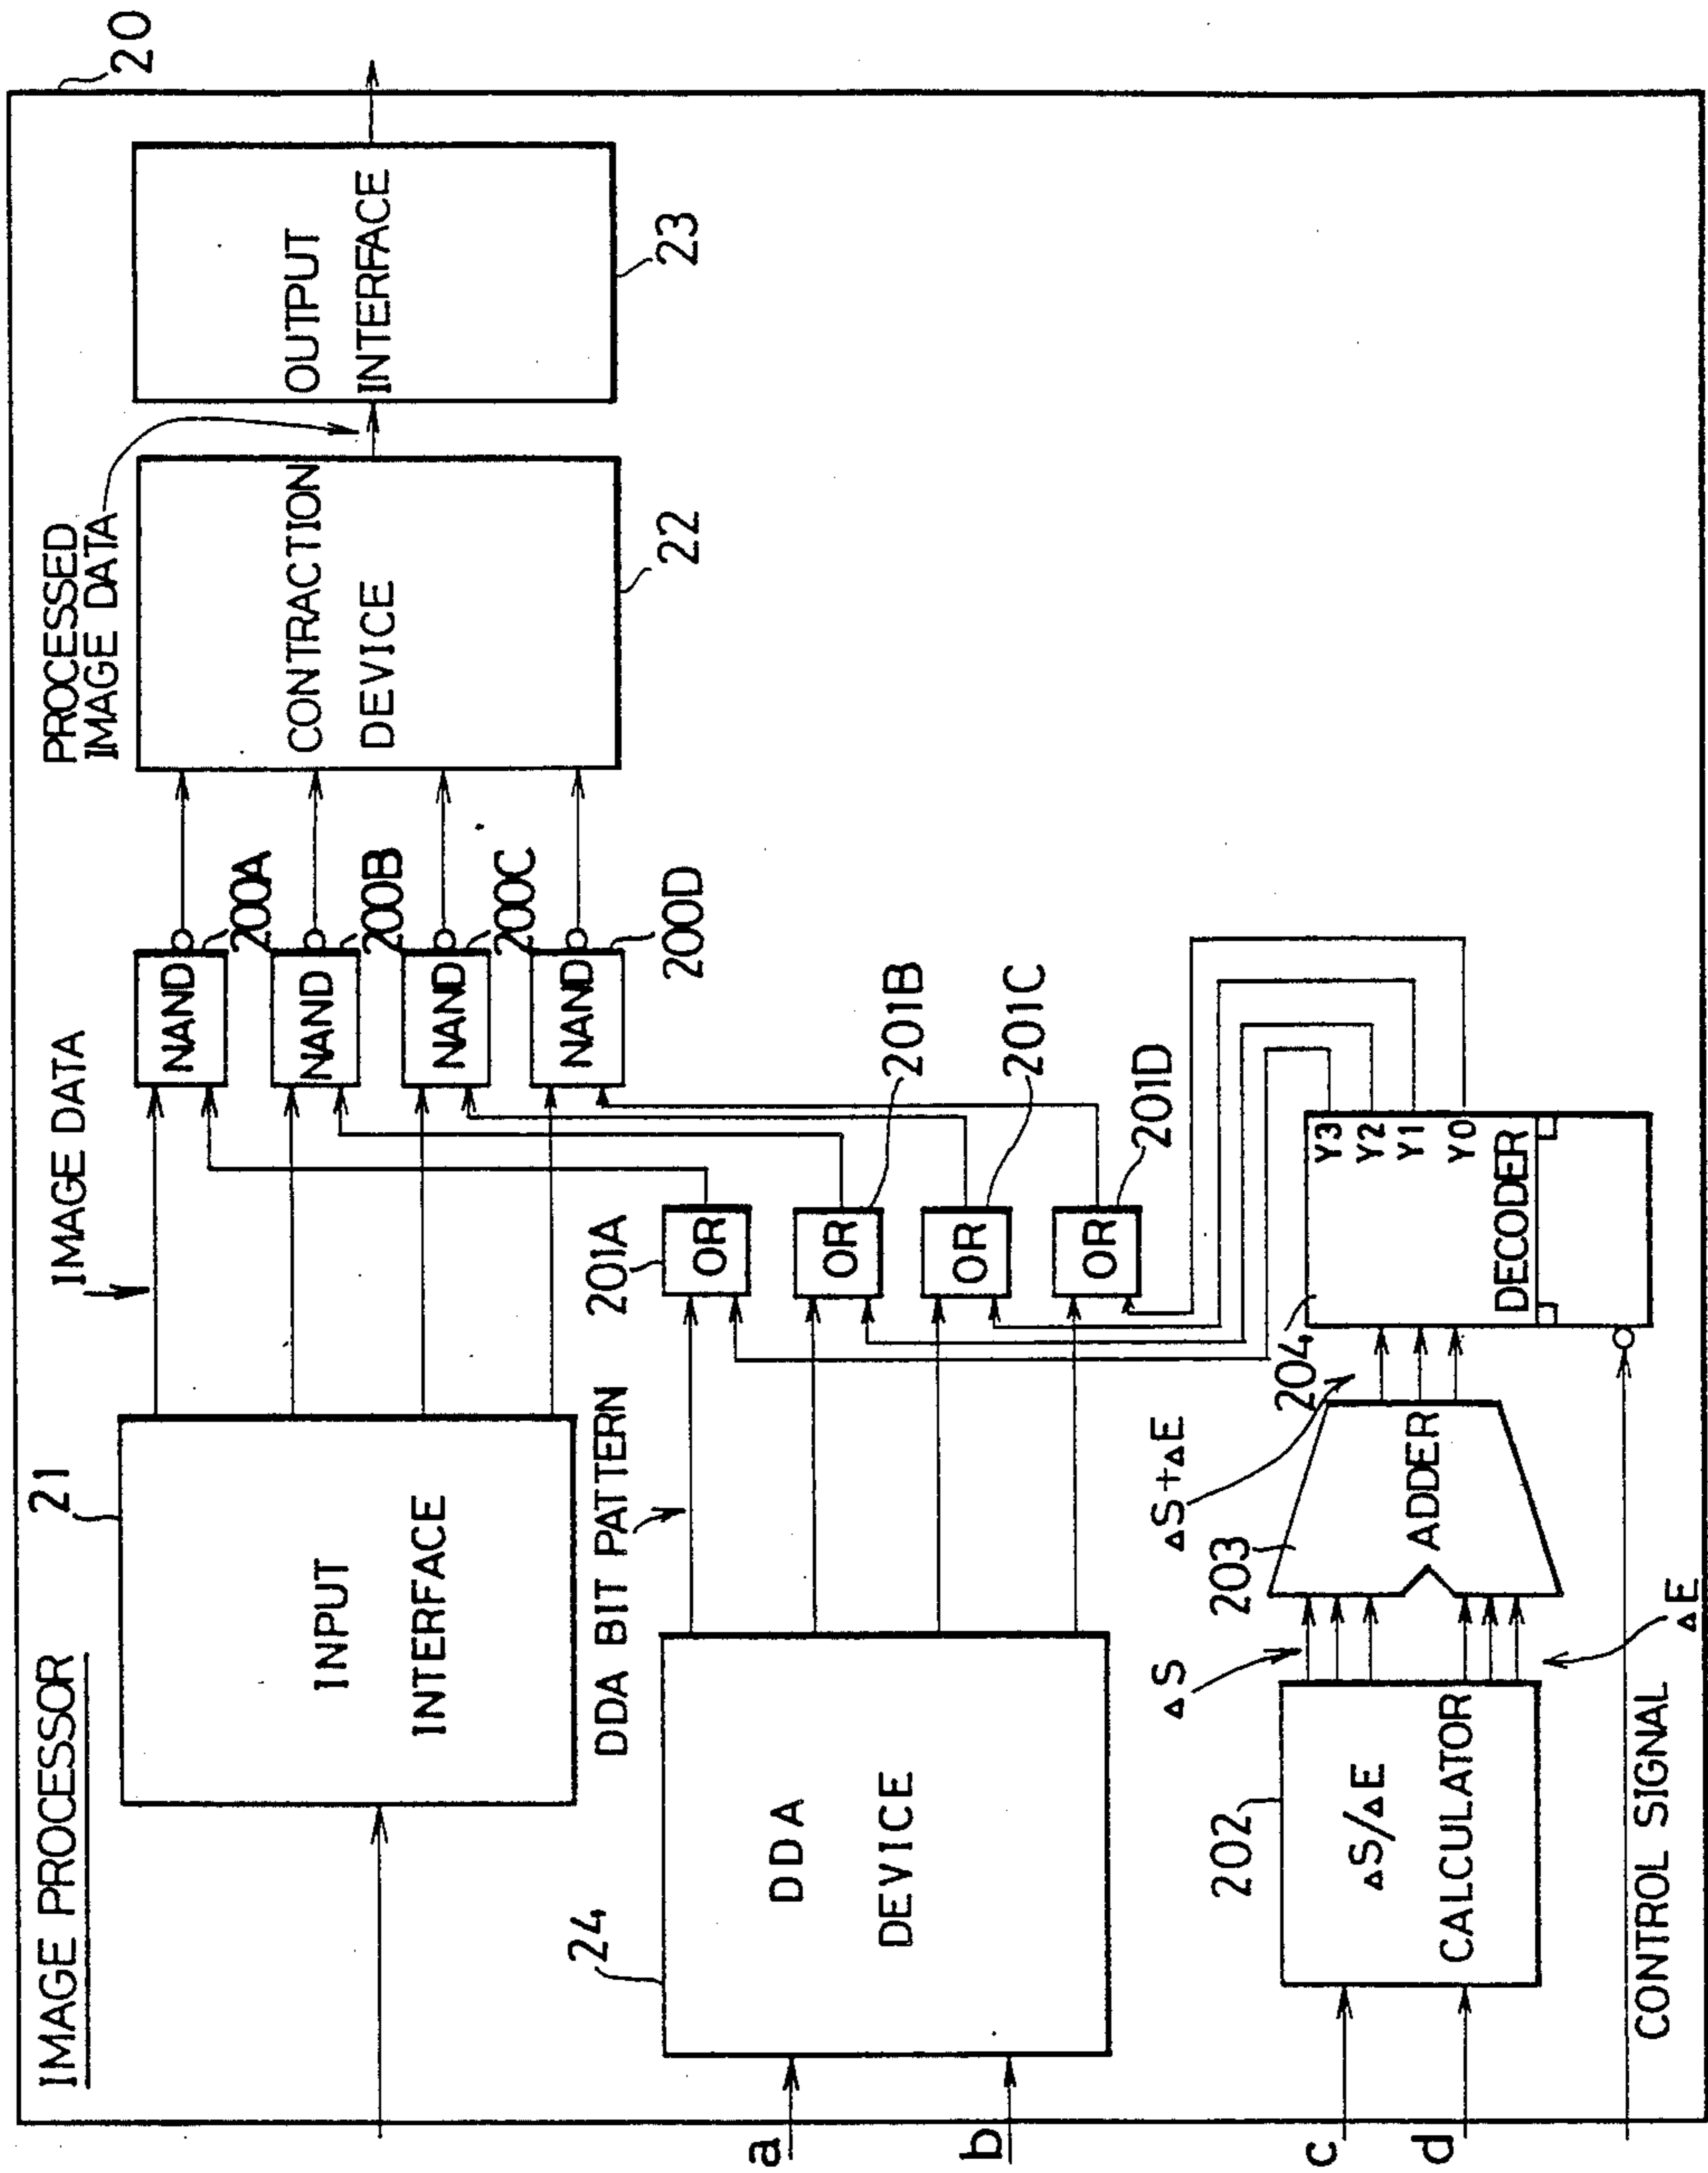 IMAGE PROCESSOR
20
21
INPUT
INTERFACE
IMAGE DATA
NAND
200A
NAND
200B
NAND
200C
NAND
200D
PROCESSED
IMAGE DATA
CONTRACTION
DEVICE
22
OUTPUT
INTERFACE
23
a
b
24
DDA
DEVICE
DDA BIT PATTERN
201A
OR
OR
201B
OR
201C
OR
201D
c
d
202
ΔS/ΔE
CALCULATOR
ΔS
ΔE
203
ADDER
ΔS+ΔE
204
Y3
Y2
Y1
Y0
DECODER
CONTROL SIGNAL